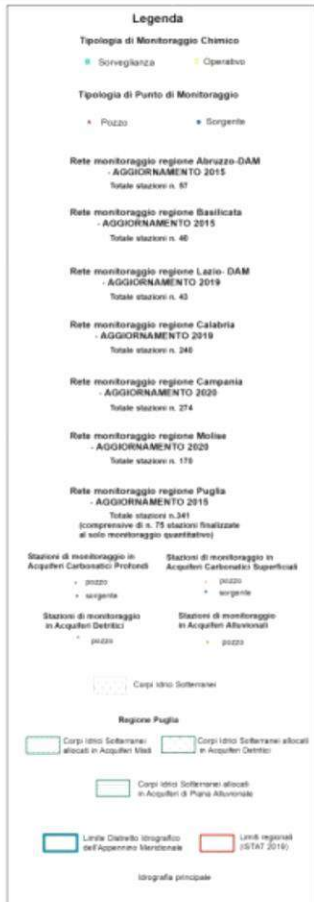 Legenda
Tipologia di Monitoraggio Chimico
Sorveglianza Operativo
Tipologia di Punto di Monitoraggio
Pozzo Sorgente
Rete monitoraggio regione Abruzzo-DAM
- AGGIORNAMENTO 2015
Totale stazioni n. 57
Rete monitoraggio regione Basilicata
- AGGIORNAMENTO 2015
Totale stazioni n. 40
Rete monitoraggio regione Lazio- DAM
- AGGIORNAMENTO 2019
Totale stazioni n. 43
Rete monitoraggio regione Calabria
- AGGIORNAMENTO 2019
Totale stazioni n. 240
Rete monitoraggio regione Campania
- AGGIORNAMENTO 2020
Totale stazioni n. 274
Rete monitoraggio regione Molise
- AGGIORNAMENTO 2020
Totale stazioni n. 170
Rete monitoraggio regione Puglia
- AGGIORNAMENTO 2015
Totale stazioni n.341
(comprensive di n. 75 stazioni finalizzate
al solo monitoraggio quantitativo)
Stazioni di monitoraggio in
Acquiferi Carbonatici Profondi
pozzo
sorgente
Stazioni di monitoraggio in
Acquiferi Carbonatici Superficiali
pozzo
sorgente
Stazioni di monitoraggio
in Acquiferi Detritici
pozzo
Stazioni di monitoraggio
in Acquiferi Alluvionali
pozzo
Corpi Idrici Sotterranei
Regione Puglia
Corpi Idrici Sotterranei
allocati in Acquiferi Misti
Corpi Idrici Sotterranei allocati
in Acquiferi Detritici
Corpi Idrici Sotterranei allocati
in Acquiferi di Piana Alluvionale
Limite Distretto Idrografico
dell'Appennino Meridionale
Limiti regionali
(ISTAT 2019)
Idrografia principale